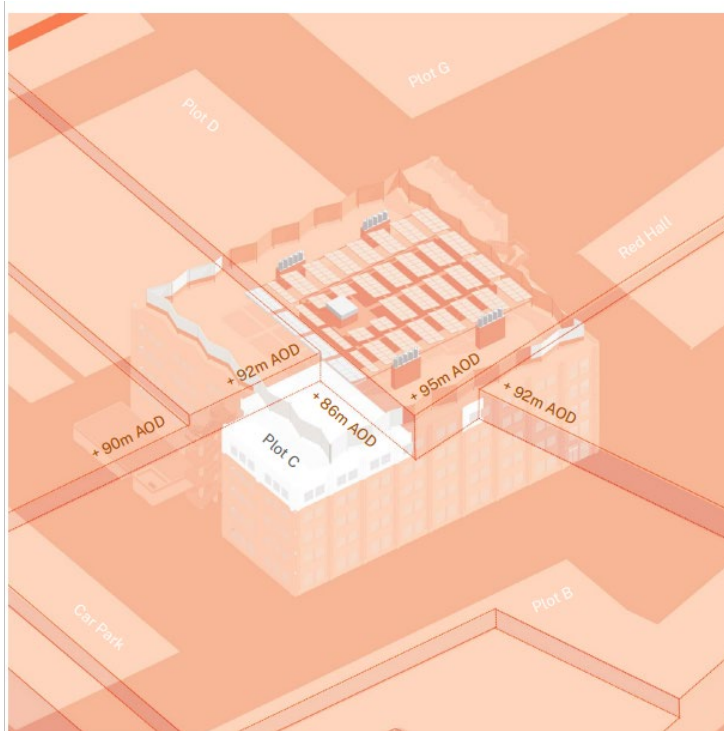 Plot G
Plot D
Red Hall
+ 92m AOD
+ 95m AOD
+ 92m AOD
+ 86m AOD
+ 90m AOD
Plot C
Plot B
Car Park